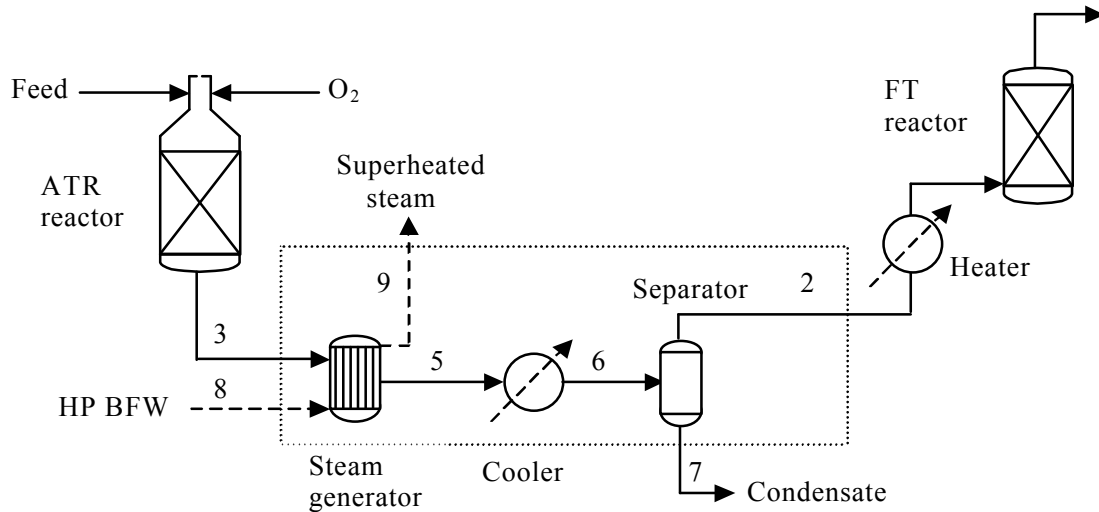 Feed
O₂
FT
reactor
ATR
reactor
Superheated
steam
9
Separator
2
Heater
3
5
6
HP BFW
8
Steam
generator
Cooler
7
Condensate